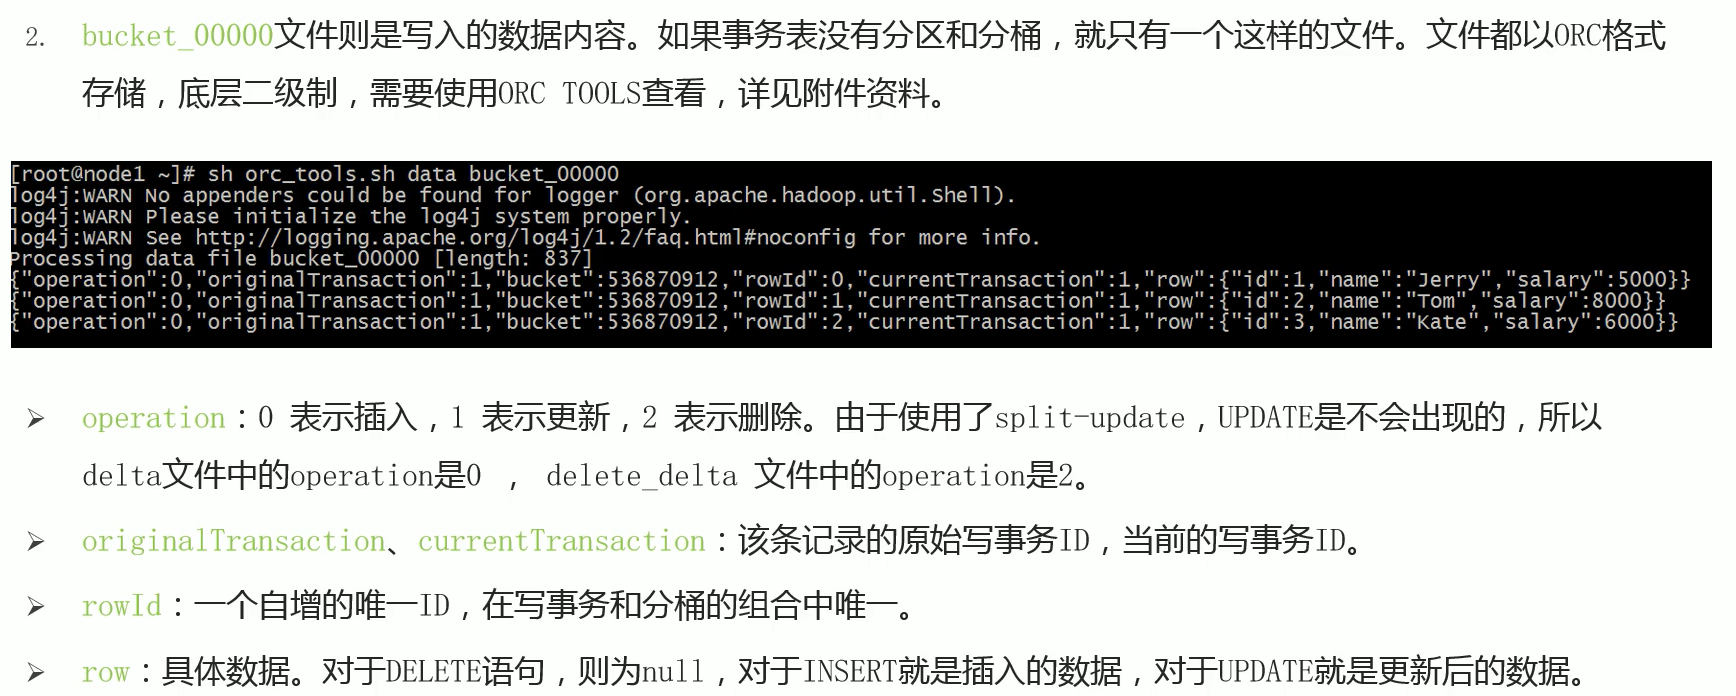 2. bucket_00000文件则是写入的数据内容。如果事务表没有分区和分桶，就只有一个这样的文件。文件都以ORC格式
存储，底层二级制，需要使用ORC TOOLS查看，详见附件资料。
[root@node1 ~]# sh orc_tools.sh data bucket_00000
log4j:WARN No appenders could be found for logger (org.apache.hadoop.util.Shell).
log4j:WARN Please initialize the log4j system properly.
log4j:WARN See http://logging.apache.org/log4j/1.2/faq.html#noconfig for more info.
Processing data file bucket_00000 [length: 837]
{"operation":0,"originalTransaction":1,"bucket":536870912,"rowId":0,"currentTransaction":1,"row":{"id":1,"name":"Jerry","salary":5000}}
{"operation":0,"originalTransaction":1,"bucket":536870912,"rowId":1,"currentTransaction":1,"row":{"id":2,"name":"Tom","salary":8000}}
{"operation":0,"originalTransaction":1,"bucket":536870912,"rowId":2,"currentTransaction":1,"row":{"id":3,"name":"Kate","salary":6000}}
➢ operation：0 表示插入，1 表示更新，2 表示删除。由于使用了split-update，UPDATE是不会出现的，所以
delta文件中的operation是0 ， delete_delta 文件中的operation是2。
➢ originalTransaction、currentTransaction：该条记录的原始写事务ID，当前的写事务ID。
➢ rowId：一个自增的唯一ID，在写事务和分桶的组合中唯一。
➢ row：具体数据。对于DELETE语句，则为null，对于INSERT就是插入的数据，对于UPDATE就是更新后的数据。